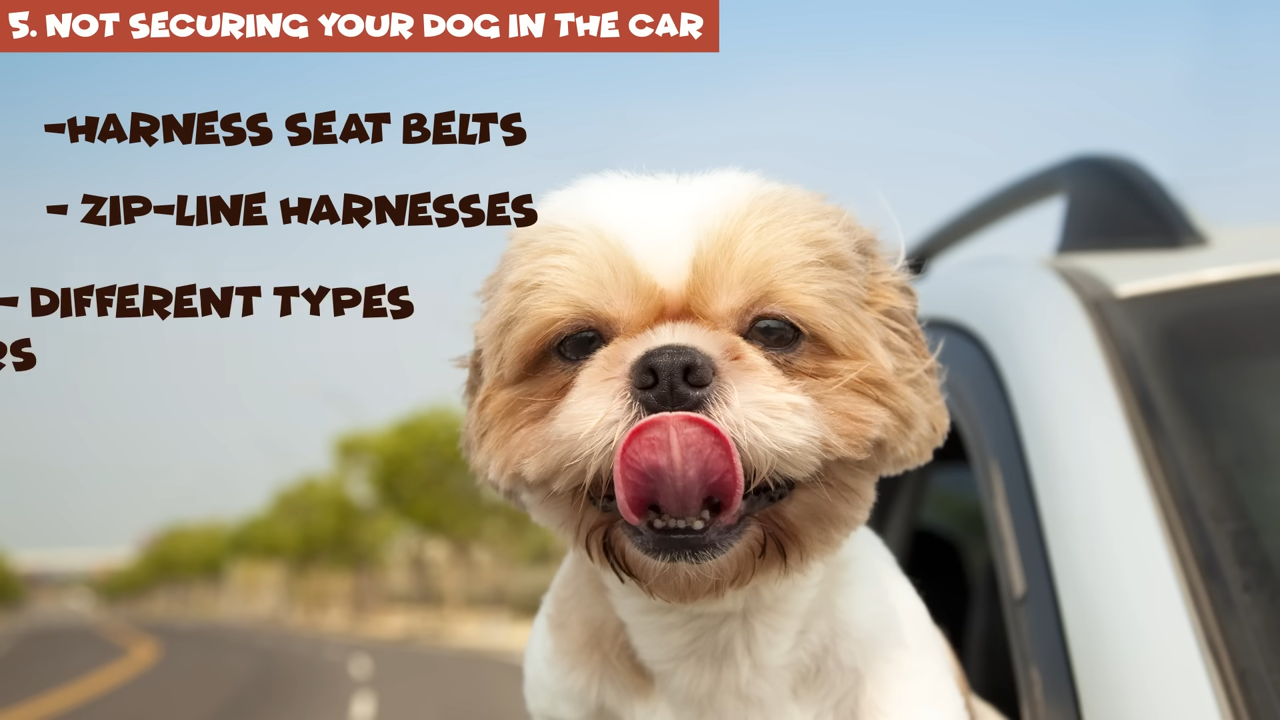 5. NOT SECURING YOUR DOG IN THE CAR
-HARNESS SEAT BELTS
- ZIP-LINE HARNESSES
- DIFFERENT TYPES